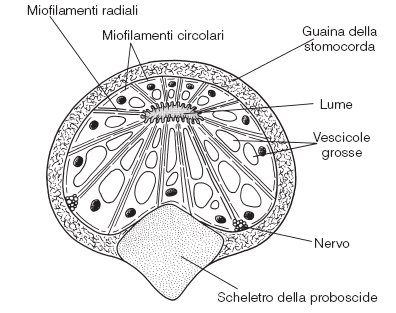 Miofilamenti radiali
Miofilamenti circolari
Guaina della
stomocorda
Lume
Vescicole
grosse
Nervo
Scheletro della proboscide